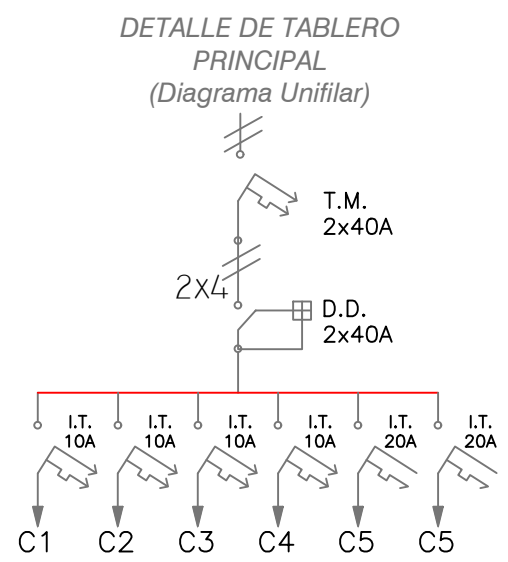 DETALLE DE TABLERO
PRINCIPAL
(Diagrama Unifilar)
T.M.
2x40A
2X4
D.D.
2x40A
I.T. I.T. I.T. I.T. I.T. I.T.
10A 10A 10A 10A 20A 20A
C1 C2 C3 C4 C5 C5